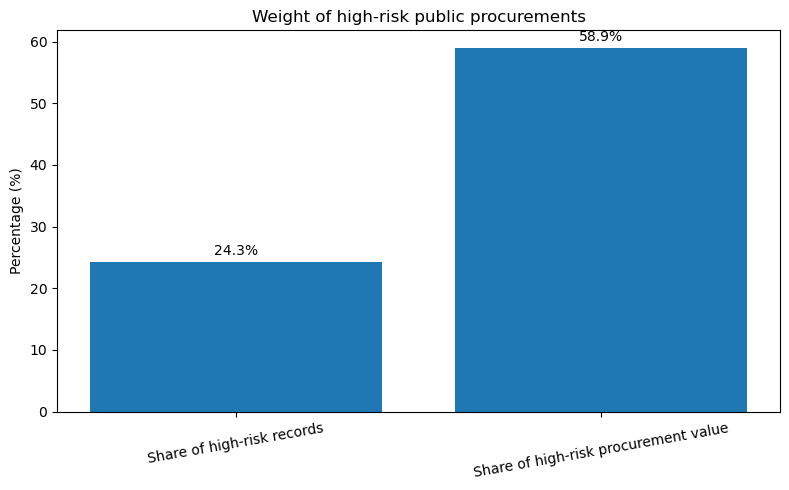 Weight of high-risk public procurements
Percentage (%)
60
50
40
30
20
10
0
24.3%
58.9%
Share of high-risk records
Share of high-risk procurement value